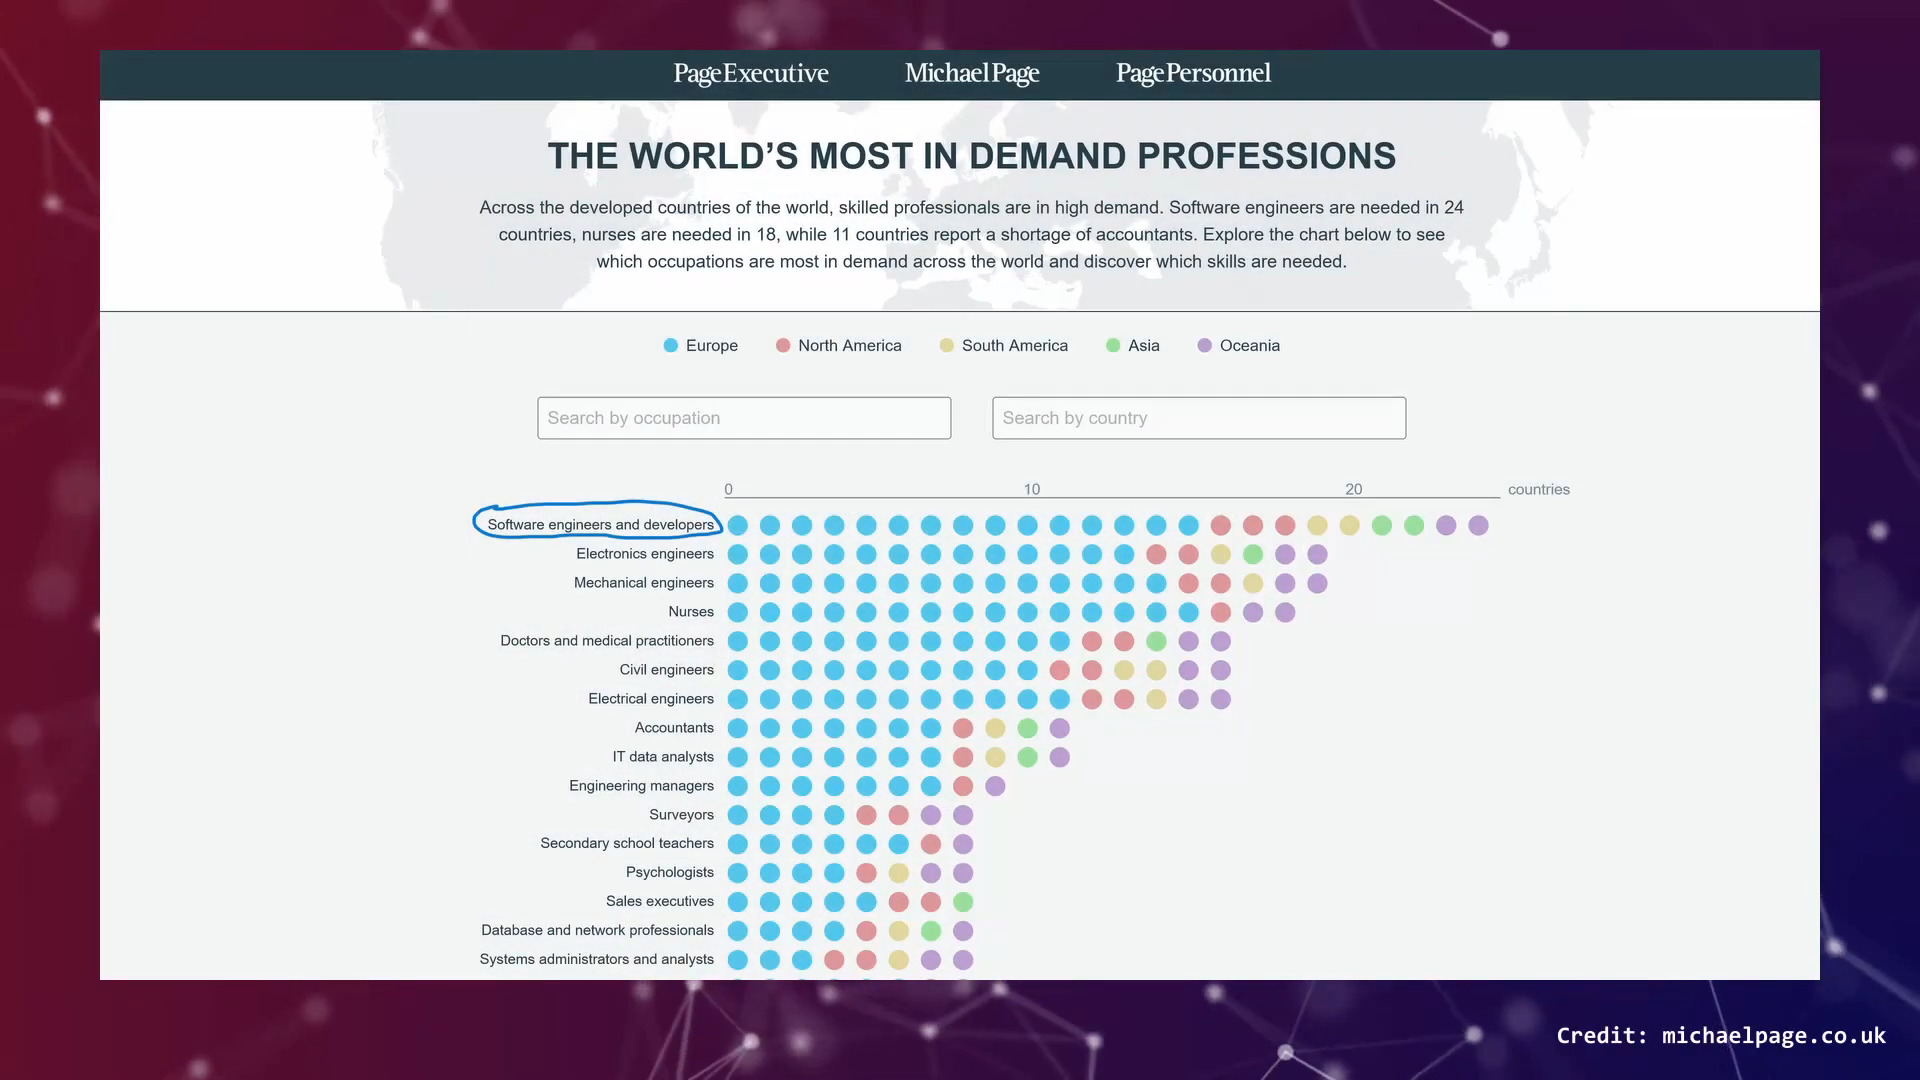 PageExecutive MichaelPage PagePersonnel
THE WORLD’S MOST IN DEMAND PROFESSIONS
Across the developed countries of the world, skilled professionals are in high demand. Software engineers are needed in 24
countries, nurses are needed in 18, while 11 countries report a shortage of accountants. Explore the chart below to see
which occupations are most in demand across the world and discover which skills are needed.
Europe North America South America Asia Oceania
Search by occupation Search by country
0 10 20 countries
Software engineers and developers
Electronics engineers
Mechanical engineers
Nurses
Doctors and medical practitioners
Civil engineers
Electrical engineers
Accountants
IT data analysts
Engineering managers
Surveyors
Secondary school teachers
Psychologists
Sales executives
Database and network professionals
Systems administrators and analysts
Credit: michaelpage.co.uk